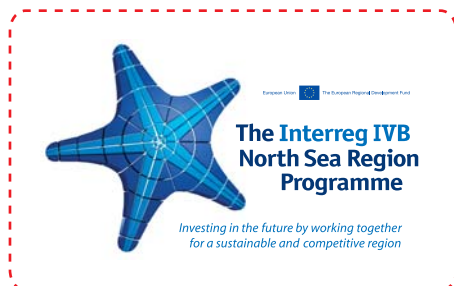 European Union The European Regional Development Fund
The Interreg IVB
North Sea Region
Programme
Investing in the future by working together
for a sustainable and competitive region